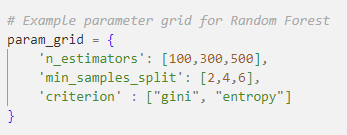 # Example parameter grid for Random Forest
param_grid = {
    'n_estimators': [100,300,500],
    'min_samples_split': [2,4,6],
    'criterion' : ["gini", "entropy"]
}